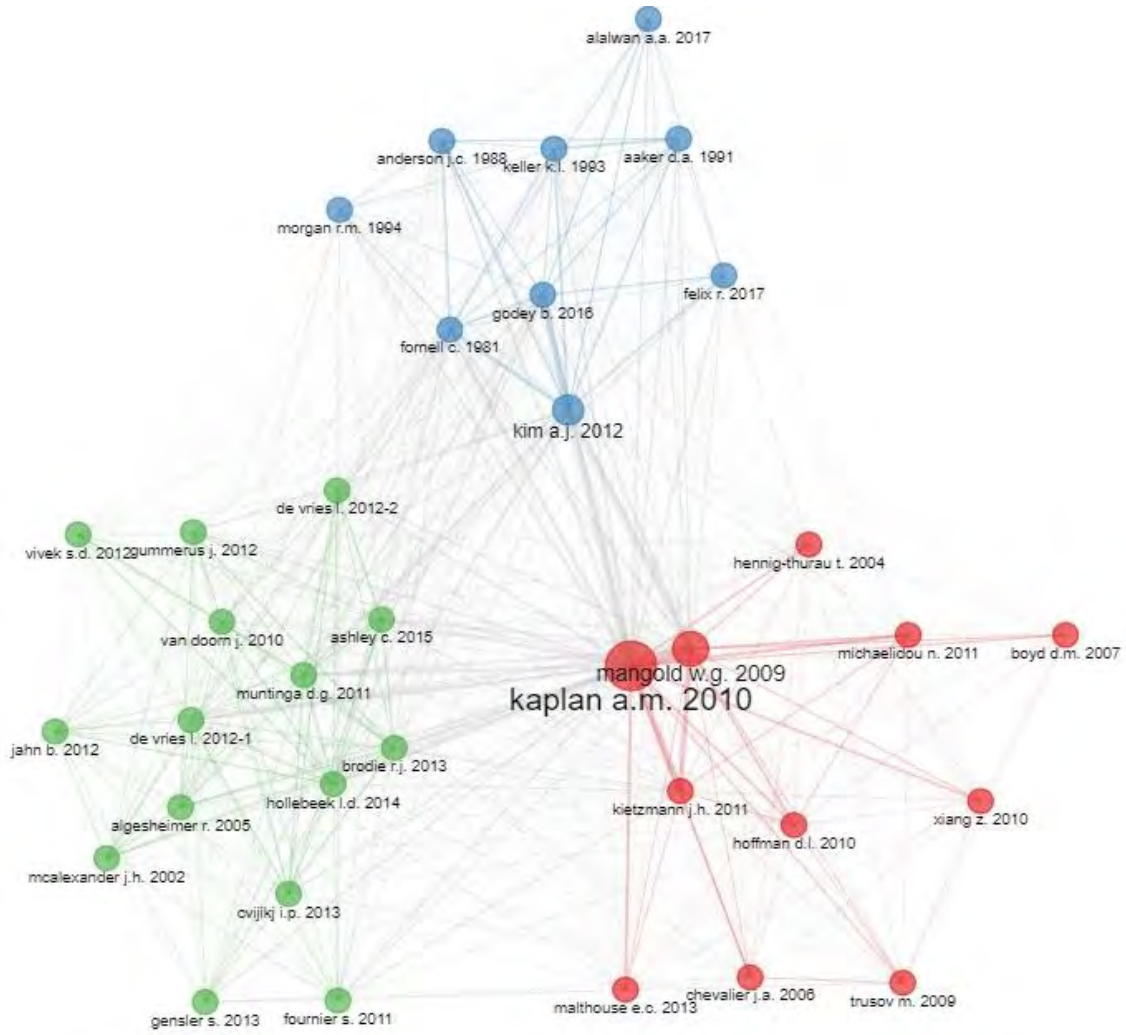 alalwan a.a. 2017
anderson j.c. 1988
keller k.l. 1993
aaker d.a. 1991
morgan r.m. 1994
felix r. 2017
godey b. 2016
fornell c. 1981
kim a.j. 2012
de vries l. 2012-2
vivek s.d. 2012
gummerus j. 2012
hennig-thurau t. 2004
van doorn j. 2010
ashley c. 2015
michaelidou n. 2011
boyd d.m. 2007
mangold w.g. 2009
muntinga d.g. 2011
kaplan a.m. 2010
de vries l. 2012-1
jahn b. 2012
brodie r.j. 2013
hollebeek l.d. 2014
kietzmann j.h. 2011
xiang z. 2010
algesheimer r. 2005
hoffman d.l. 2010
mcalexander j.h. 2002
cvijikj i.p. 2013
chevalier j.a. 2006
trusov m. 2009
malthouse e.c. 2013
gensler s. 2013
fournier s. 2011